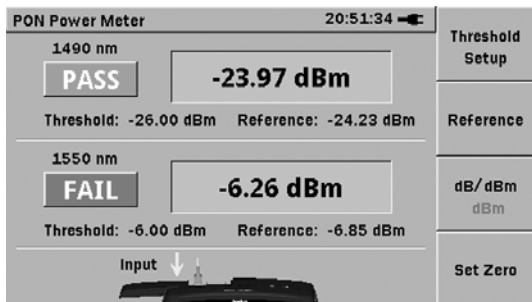 PON Power Meter 20:51:34
1490 nm
PASS
-23.97 dBm
Threshold: -26.00 dBm Reference: -24.23 dBm
1550 nm
FAIL
-6.26 dBm
Threshold: -6.00 dBm Reference: -6.85 dBm
Input
Threshold
Setup
Reference
dB/dBm
dBm
Set Zero